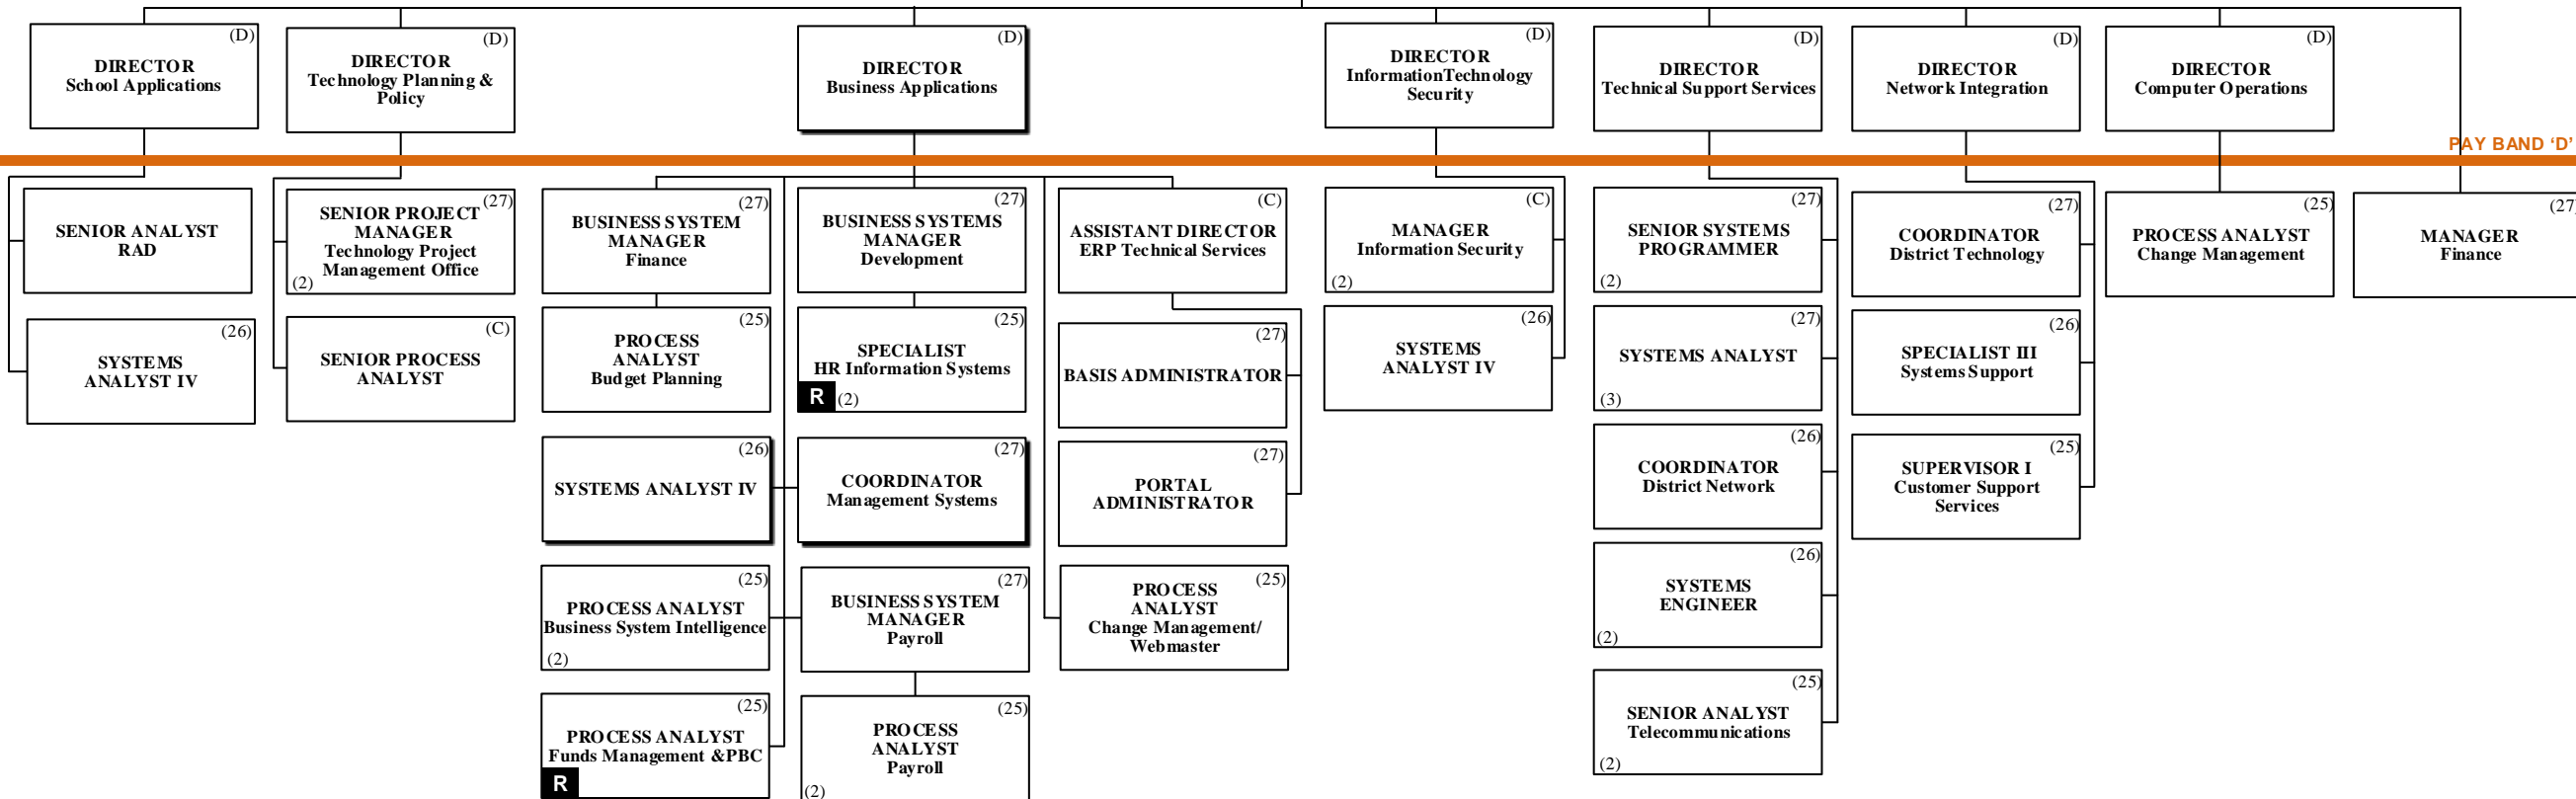 (D)
DIRECTOR
School Applications
(D)
DIRECTOR
Technology Planning &
Policy
(D)
DIRECTOR
Business Applications
(D)
DIRECTOR
InformationTechnology
Security
(D)
DIRECTOR
Technical Support Services
(D)
DIRECTOR
Network Integration
(D)
DIRECTOR
Computer Operations
PAY BAND ‘D’
SENIOR ANALYST
RAD
(26)
SYSTEMS
ANALYST IV
(27)
SENIOR PROJECT
MANAGER
Technology Project
Management Office
(2)
(C)
SENIOR PROCESS
ANALYST
(27)
BUSINESS SYSTEM
MANAGER
Finance
(25)
PROCESS
ANALYST
Budget Planning
(26)
SYSTEMS ANALYST IV
(25)
PROCESS ANALYST
Business System Intelligence
(2)
(25)
PROCESS ANALYST
Funds Management &PBC
R
(27)
BUSINESS SYSTEMS
MANAGER
Development
(25)
SPECIALIST
HR Information Systems
R (2)
(27)
COORDINATOR
Management Systems
(27)
BUSINESS SYSTEM
MANAGER
Payroll
(25)
PROCESS
ANALYST
Payroll
(2)
(C)
ASSISTANT DIRECTOR
ERP Technical Services
(27)
BASIS ADMINISTRATOR
(27)
PORTAL
ADMINISTRATOR
(25)
PROCESS
ANALYST
Change Management/
Webmaster
(C)
MANAGER
Information Security
(2)
(26)
SYSTEMS
ANALYST IV
(27)
SENIOR SYSTEMS
PROGRAMMER
(2)
(27)
SYSTEMS ANALYST
(3)
(26)
COORDINATOR
District Network
(26)
SYSTEMS
ENGINEER
(2)
(25)
SENIOR ANALYST
Telecommunications
(2)
(27)
COORDINATOR
District Technology
(26)
SPECIALIST III
Systems Support
(25)
SUPERVISOR I
Customer Support
Services
(25)
PROCESS ANALYST
Change Management
(27
MANAGER
Finance